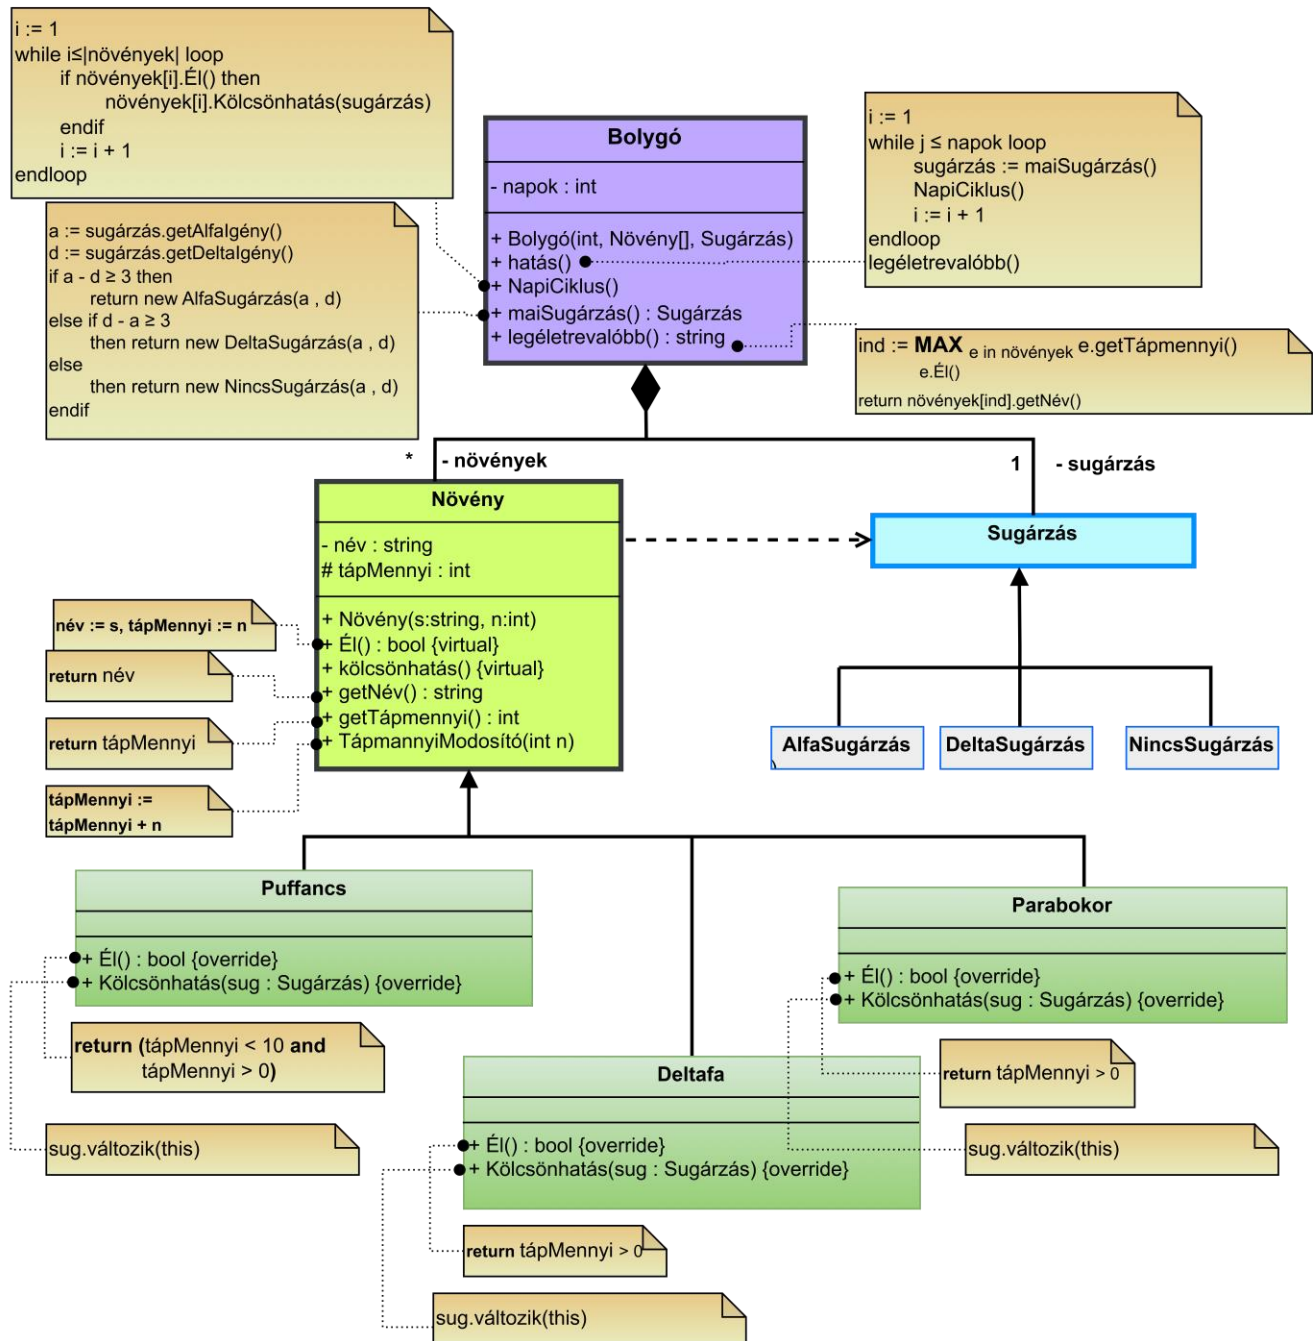 i := 1
while i≤|növények| loop
if növények[i].Él() then
növények[i].Kölcsönhatás(sugárzás)
endif
i := i + 1
endloop
a := sugárzás.getAlfaIgény()
d := sugárzás.getDeltaIgény()
if a - d ≥ 3 then
return new AlfaSugárzás(a , d)
else if d - a ≥ 3
then return new DeltaSugárzás(a , d)
else
then return new NincsSugárzás(a , d)
endif
Bolygó
- napok : int
+ Bolygó(int, Növény[], Sugárzás)
+ hatás()
+ NapiCiklus()
+ maiSugárzás() : Sugárzás
+ legéletrevalóbb() : string
i := 1
while j ≤ napok loop
sugárzás := maiSugárzás()
NapiCiklus()
i := i + 1
endloop
legéletrevalóbb()
ind := MAX e in növények e.getTápmennyi()
e.Él()
return növények[ind].getNév()
* - növények
1 - sugárzás
Növény
- név : string
# tápMennyi : int
+ Növény(s:string, n:int)
+ Él() : bool {virtual}
+ kölcsönhatás() {virtual}
+ getNév() : string
+ getTápmennyi() : int
+ TápmannyiModosító(int n)
név := s, tápMennyi := n
return név
return tápMennyi
tápMennyi :=
tápMennyi + n
Sugárzás
AlfaSugárzás
)
DeltaSugárzás
NincsSugárzás
Puffancs
+ Él() : bool {override}
+ Kölcsönhatás(sug : Sugárzás) {override}
return (tápMennyi < 10 and
tápMennyi > 0)
sug.változik(this)
Deltafa
+ Él() : bool {override}
+ Kölcsönhatás(sug : Sugárzás) {override}
return tápMennyi > 0
sug.változik(this)
Parabokor
+ Él() : bool {override}
+ Kölcsönhatás(sug : Sugárzás) {override}
return tápMennyi > 0
sug.változik(this)